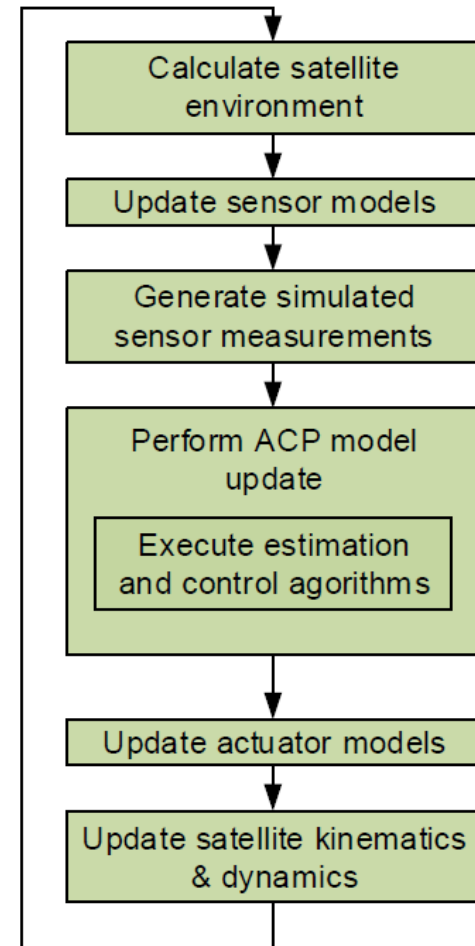 Calculate satellite
environment
Update sensor models
Generate simulated
sensor measurements
Perform ACP model
update
Execute estimation
and control agorithms
Update actuator models
Update satellite kinematics
& dynamics